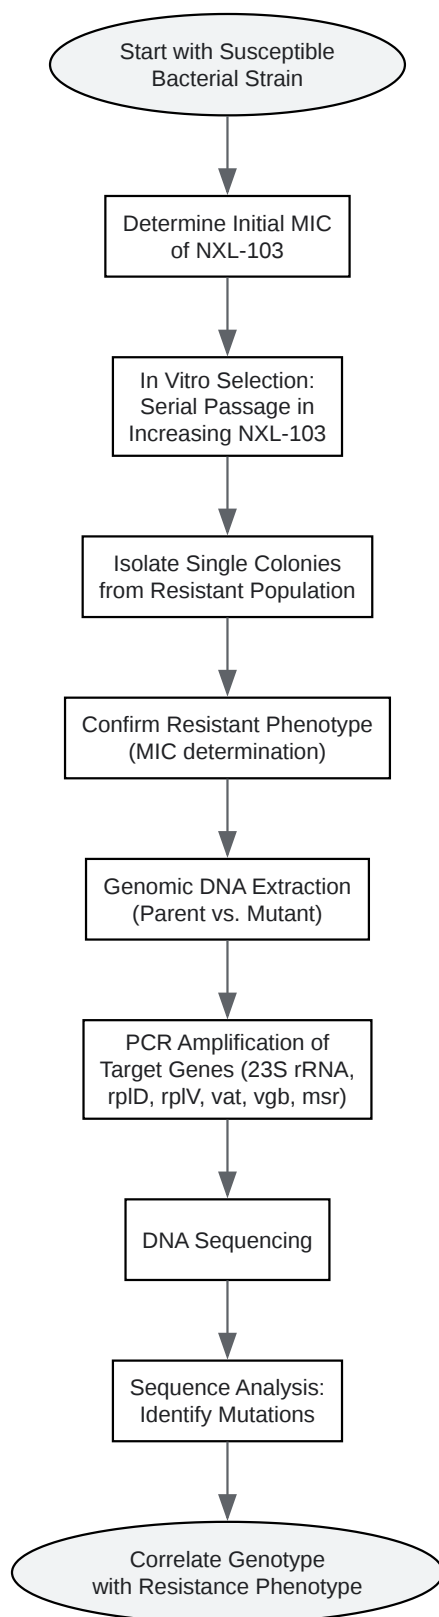 Start with Susceptible
Bacterial Strain
Determine Initial MIC
of NXL-103
In Vitro Selection:
Serial Passage in
Increasing NXL-103
Isolate Single Colonies
from Resistant Population
Confirm Resistant Phenotype
(MIC determination)
Genomic DNA Extraction
(Parent vs. Mutant)
PCR Amplification of
Target Genes (23S rRNA,
rplD, rplV, vat, vgb, msr)
DNA Sequencing
Sequence Analysis:
Identify Mutations
Correlate Genotype
with Resistance Phenotype